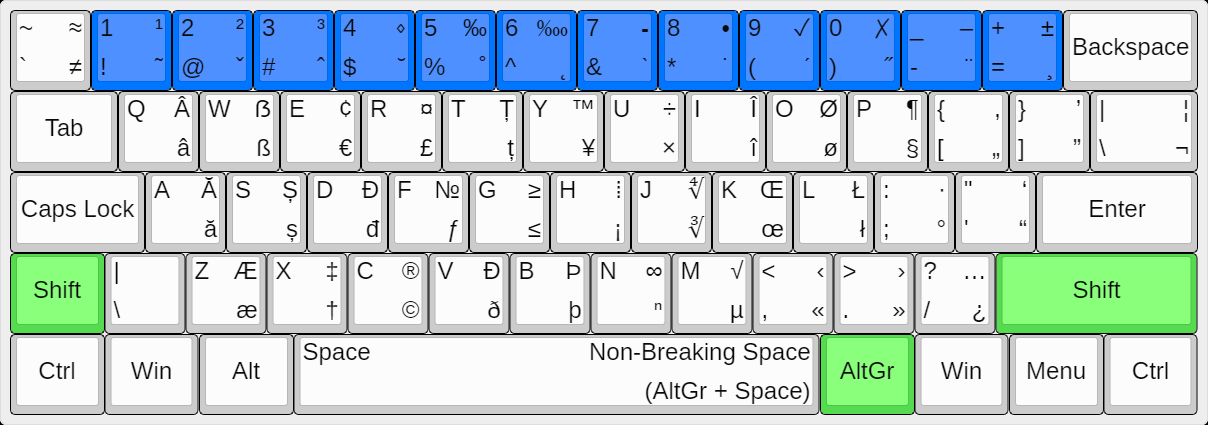 ~ ≈ 1 ¹ 2 ² 3 ³ 4 ⋄ 5 ‰ 6 ‱ 7 - 8 • 9 ✓ 0 ✗ _ – + ± Backspace
` ≠ ! ˜ @ ˇ # ˆ $ ˘ % ° ^ ˛ & ` * ˙ ( ´ ) ˝ - ¨ = ¸
Tab Q Â W ẞ E ¢ R ¤ T Ț Y ™ U ÷ I Î O Ø P ¶ { ‚ } ’ | ¦
â ß € £ ț ¥ × î ø § [ „ ] ” \ ¬
Caps Lock A Ă S Ș D Đ F № G ≥ H ⁞ J ∜ K Œ L Ł : · " ‘ Enter
ă ș đ ƒ ≤ ¡ ∛ œ ł ; ° ' “
Shift | Z Æ X ‡ C ® V Ð B Þ N ∞ M √ < ‹ > › ? … Shift
\ æ † © ð þ ⁿ µ , « . » / ¿
Ctrl Win Alt Space Non-Breaking Space AltGr Win Menu Ctrl
(AltGr + Space)